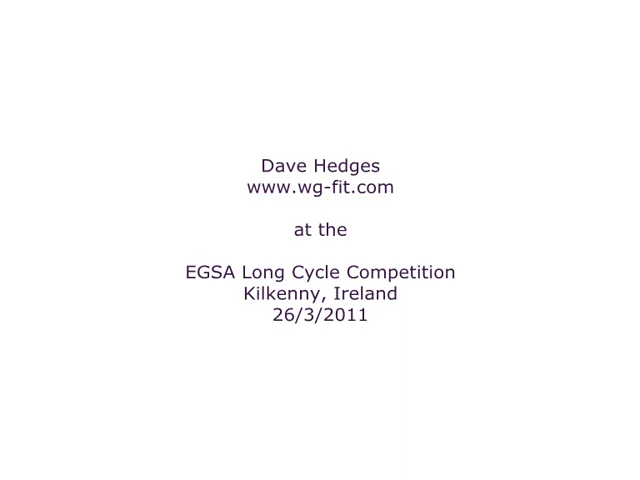 Dave Hedges
www.wg-fit.com
at the
EGSA Long Cycle Competition
Kilkenny, Ireland
26/3/2011